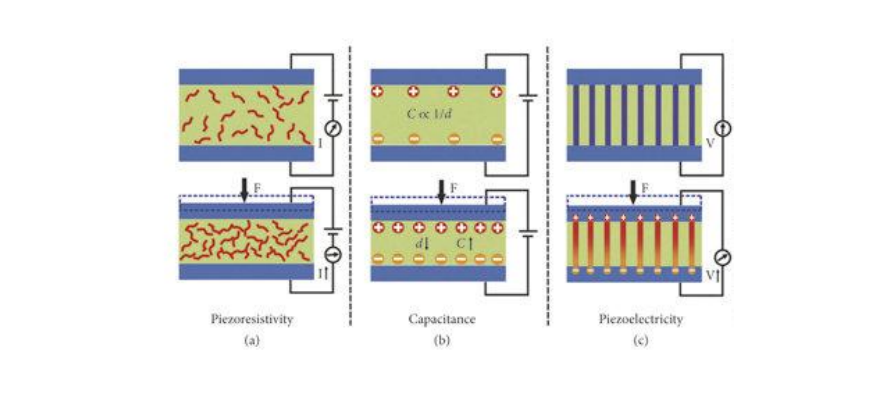 I
C ∝ 1/d
V
F
F
F
I↑
d↓ C↑
V↑
Piezoresistivity
Capacitance
Piezoelectricity
(a)
(b)
(c)